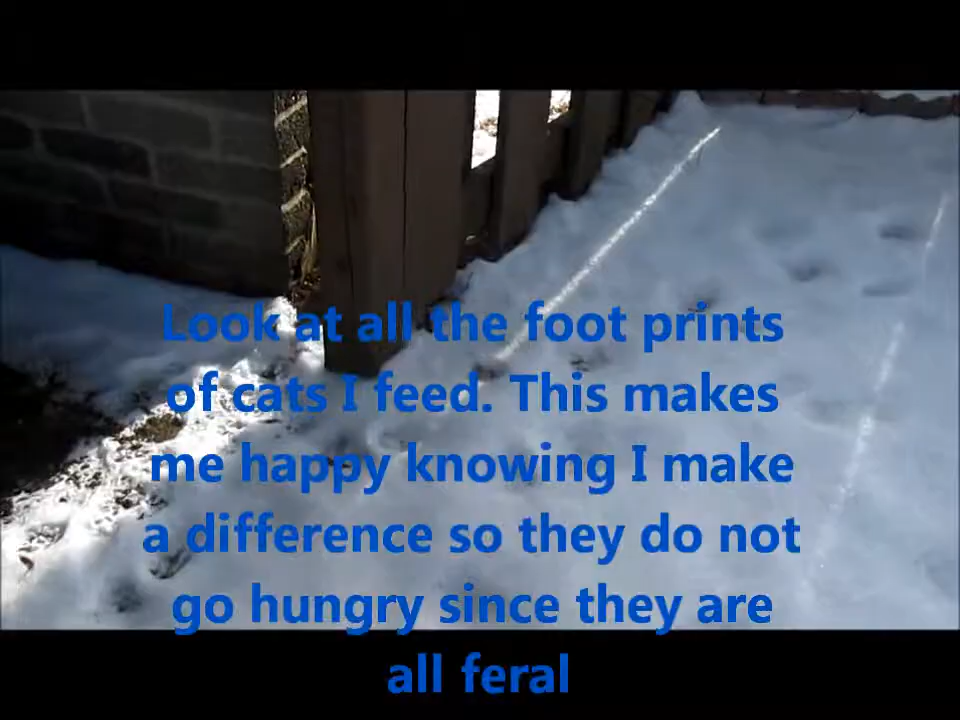 Look at all the foot prints
of cats I feed. This makes
me happy knowing I make
a difference so they do not
go hungry since they are
all feral